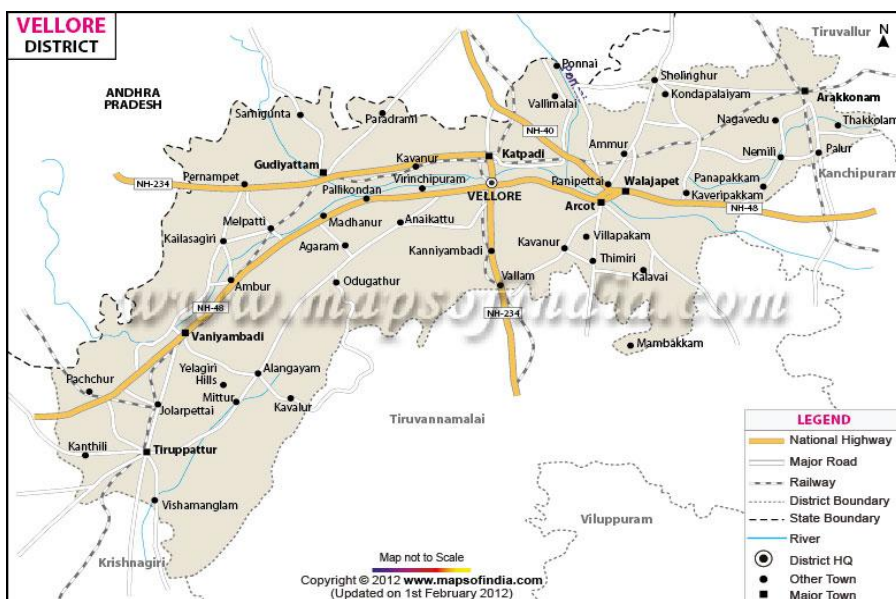 VELLORE
DISTRICT
Tiruvallur
N
ANDHRA
PRADESH
Ponnai
Pon
Sholinghur
Vallimalai
Kondapalaiyam
Arakkonam
Samigunta
Paradrami
NH-40
Nagavedu
Thakkolam
Ammur
Gudiyattam
Kavanur
Katpadi
Nemili
Palur
Pernampet
NH-234
Pallikondan
Virinchipuram
VELLORE
Ranipettai
Walajapet
Panapakkam
Kaveripakkam
Kanchipuram
Arcot
NH-48
Melpatti
Madhanur
Anaikattu
Kailasagiri
Agaram
Kanniyambadi
Kavanur
Villapakam
Thimiri
Kalavai
Ambur
Odugathur
Vallam
www.mapsofindia.com
NH-48
NH-234
Vaniyambadi
Mambakkam
Yelagiri
Hills
Alangayam
Pachchur
Mittur
Kavalur
Jolarpettai
Tiruvannamalai
Kanthili
Tiruppattur
Vishamanglam
Viluppuram
Krishnagiri
LEGEND
National Highway
Major Road
Railway
District Boundary
State Boundary
River
District HQ
Other Town
Major Town
Map not to Scale
Copyright © 2012 www.mapsofindia.com
(Updated on 1st February 2012)